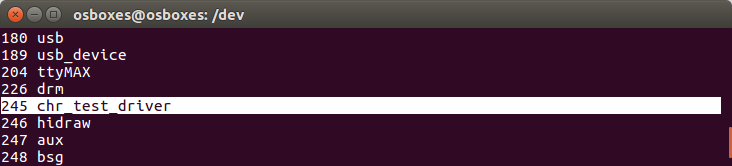 osboxes@osboxes: /dev
180 usb
189 usb_device
204 ttyMAX
226 drm
245 chr_test_driver
246 hidraw
247 aux
248 bsg